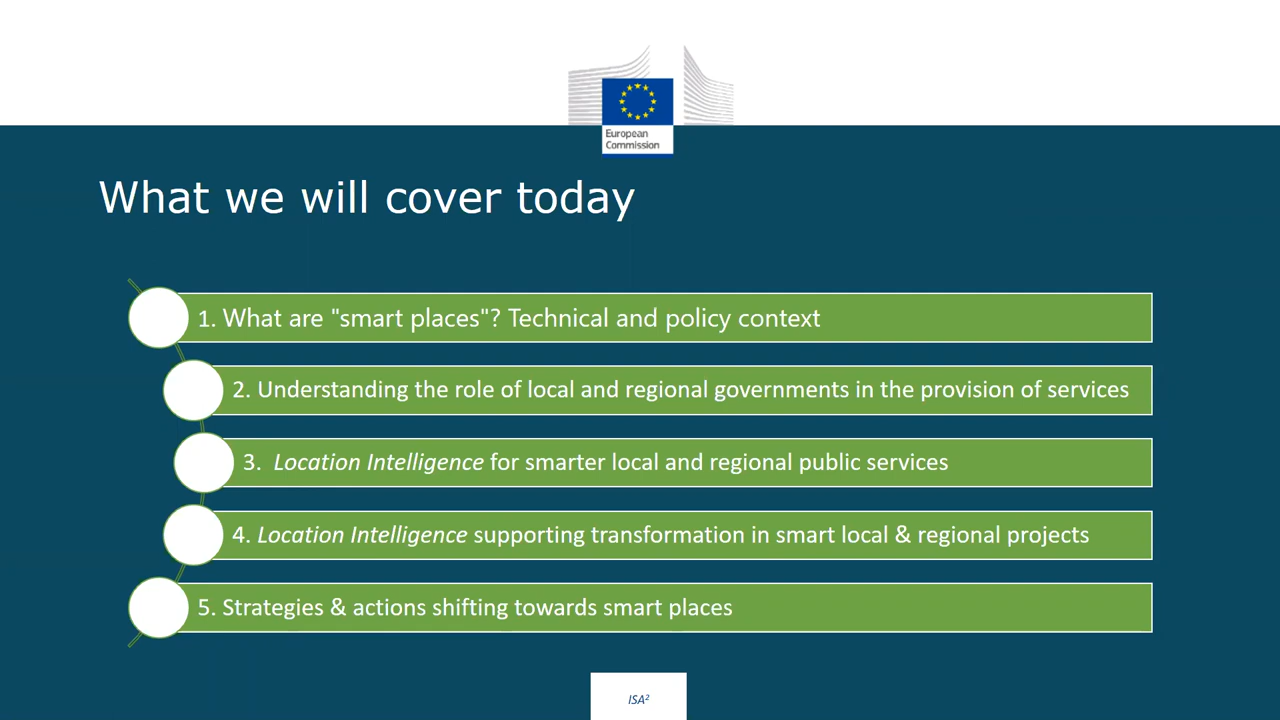 European
Commission
What we will cover today
1. What are "smart places"? Technical and policy context
2. Understanding the role of local and regional governments in the provision of services
3. Location Intelligence for smarter local and regional public services
4. Location Intelligence supporting transformation in smart local & regional projects
5. Strategies & actions shifting towards smart places
ISA²